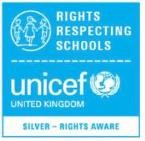 RIGHTS
RESPECTING
SCHOOLS
unicef
UNITED KINGDOM
SILVER – RIGHTS AWARE